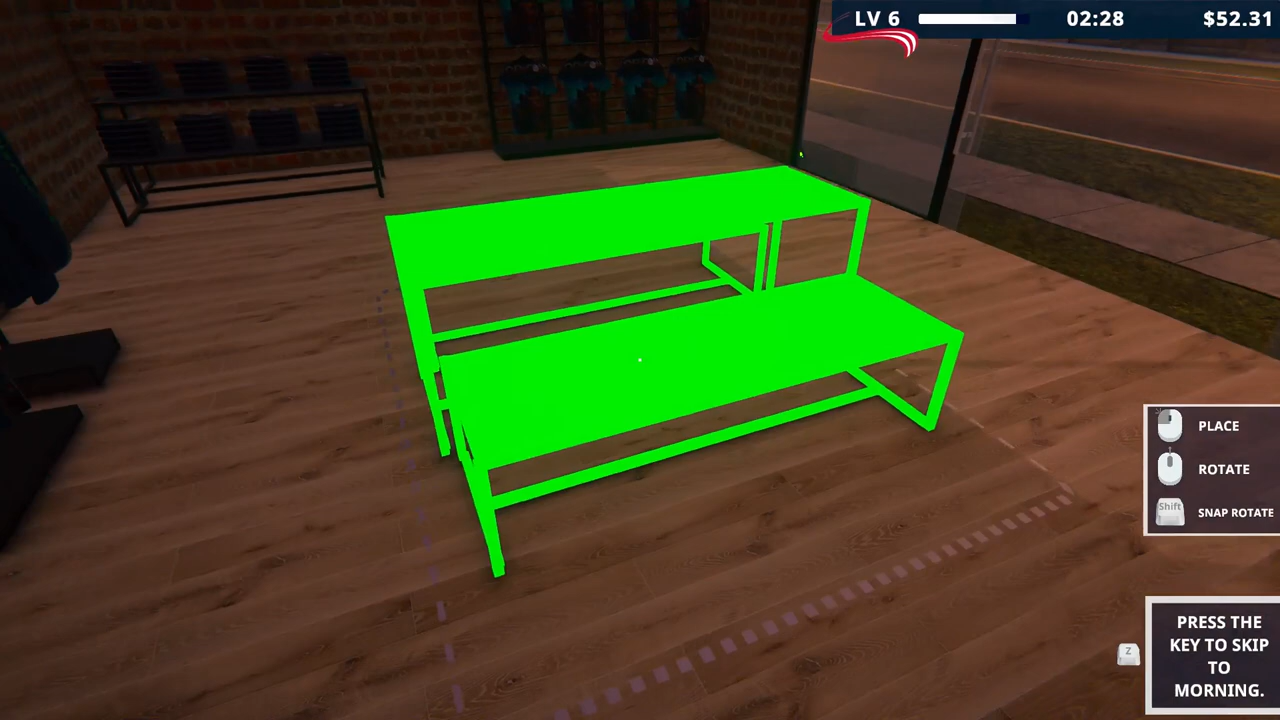 LV 6
02:28
$52.31
PLACE
ROTATE
Shift
SNAP ROTATE
Z
PRESS THE
KEY TO SKIP
TO
MORNING.